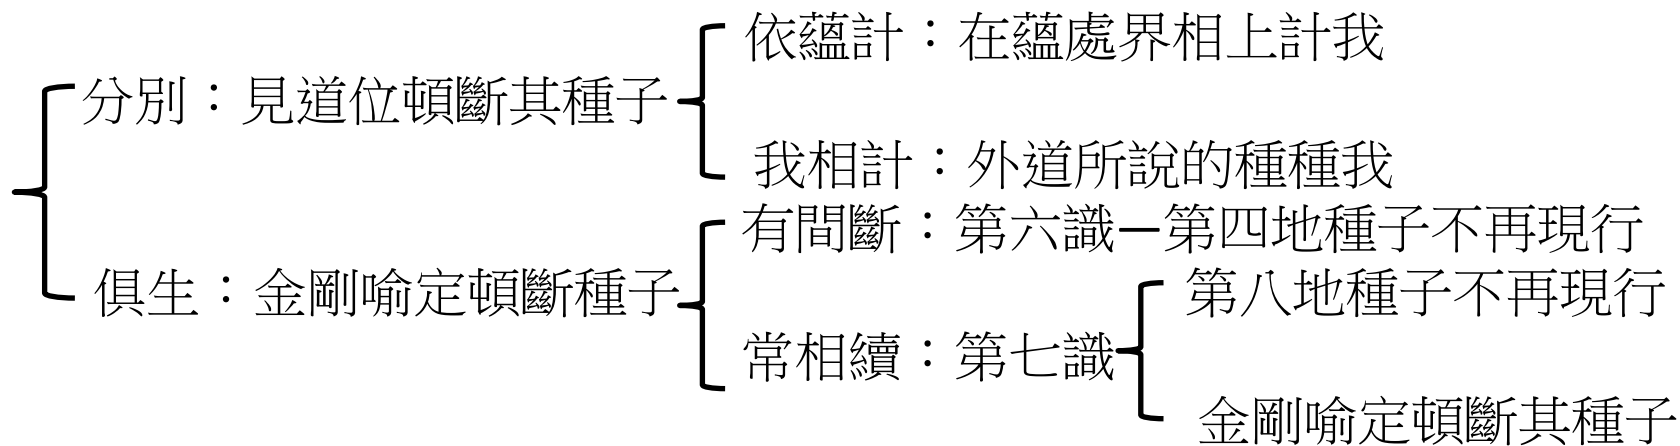 分別：見道位頓斷其種子
依蘊計：在蘊處界相上計我
我相計：外道所說的種種我
俱生：金剛喻定頓斷種子
有間斷：第六識—第四地種子不再現行
常相續：第七識
第八地種子不再現行
金剛喻定頓斷其種子